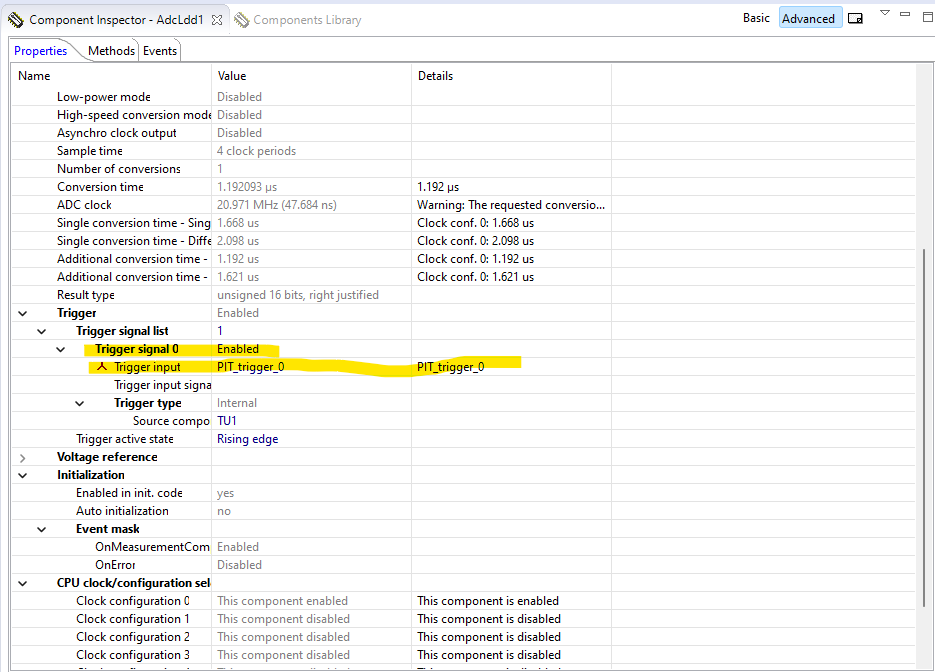 Component Inspector - AdcLdd1 Components Library Basic Advanced
Properties Methods Events
Name Value Details
Low-power mode Disabled
High-speed conversion mode Disabled
Asynchro clock output Disabled
Sample time 4 clock periods
Number of conversions 1
Conversion time 1.192093 µs 1.192 µs
ADC clock 20.971 MHz (47.684 ns) Warning: The requested conversio...
Single conversion time - Sing 1.668 us Clock conf. 0: 1.668 us
Single conversion time - Diffe 2.098 us Clock conf. 0: 2.098 us
Additional conversion time - 1.192 us Clock conf. 0: 1.192 us
Additional conversion time - 1.621 us Clock conf. 0: 1.621 us
Result type unsigned 16 bits, right justified
Trigger Enabled
Trigger signal list 1
Trigger signal 0 Enabled
Trigger input PIT_trigger_0 PIT_trigger_0
Trigger input signa
Trigger type Internal
Source compo TU1
Trigger active state Rising edge
Voltage reference
Initialization
Enabled in init. code yes
Auto initialization no
Event mask
OnMeasurementCom Enabled
OnError Disabled
CPU clock/configuration sel
Clock configuration 0 This component enabled This component is enabled
Clock configuration 1 This component disabled This component is disabled
Clock configuration 2 This component disabled This component is disabled
Clock configuration 3 This component disabled This component is disabled